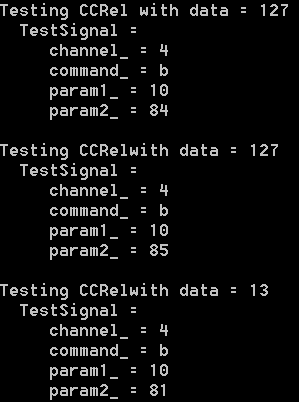 Testing CCRel with data = 127
TestSignal =
channel_ = 4
command_ = b
param1_ = 10
param2_ = 84
Testing CCRelwith data = 127
TestSignal =
channel_ = 4
command_ = b
param1_ = 10
param2_ = 85
Testing CCRelwith data = 13
TestSignal =
channel_ = 4
command_ = b
param1_ = 10
param2_ = 81